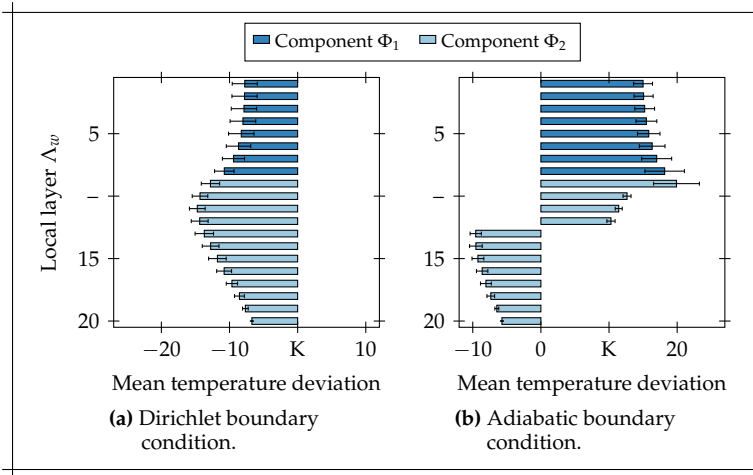 Component Φ1 Component Φ2
Local layer Λw
5
–
15
20
−20 −10 K 10
Mean temperature deviation
(a) Dirichlet boundary
condition.
5
–
15
20
−10 0 K 20
Mean temperature deviation
(b) Adiabatic boundary
condition.